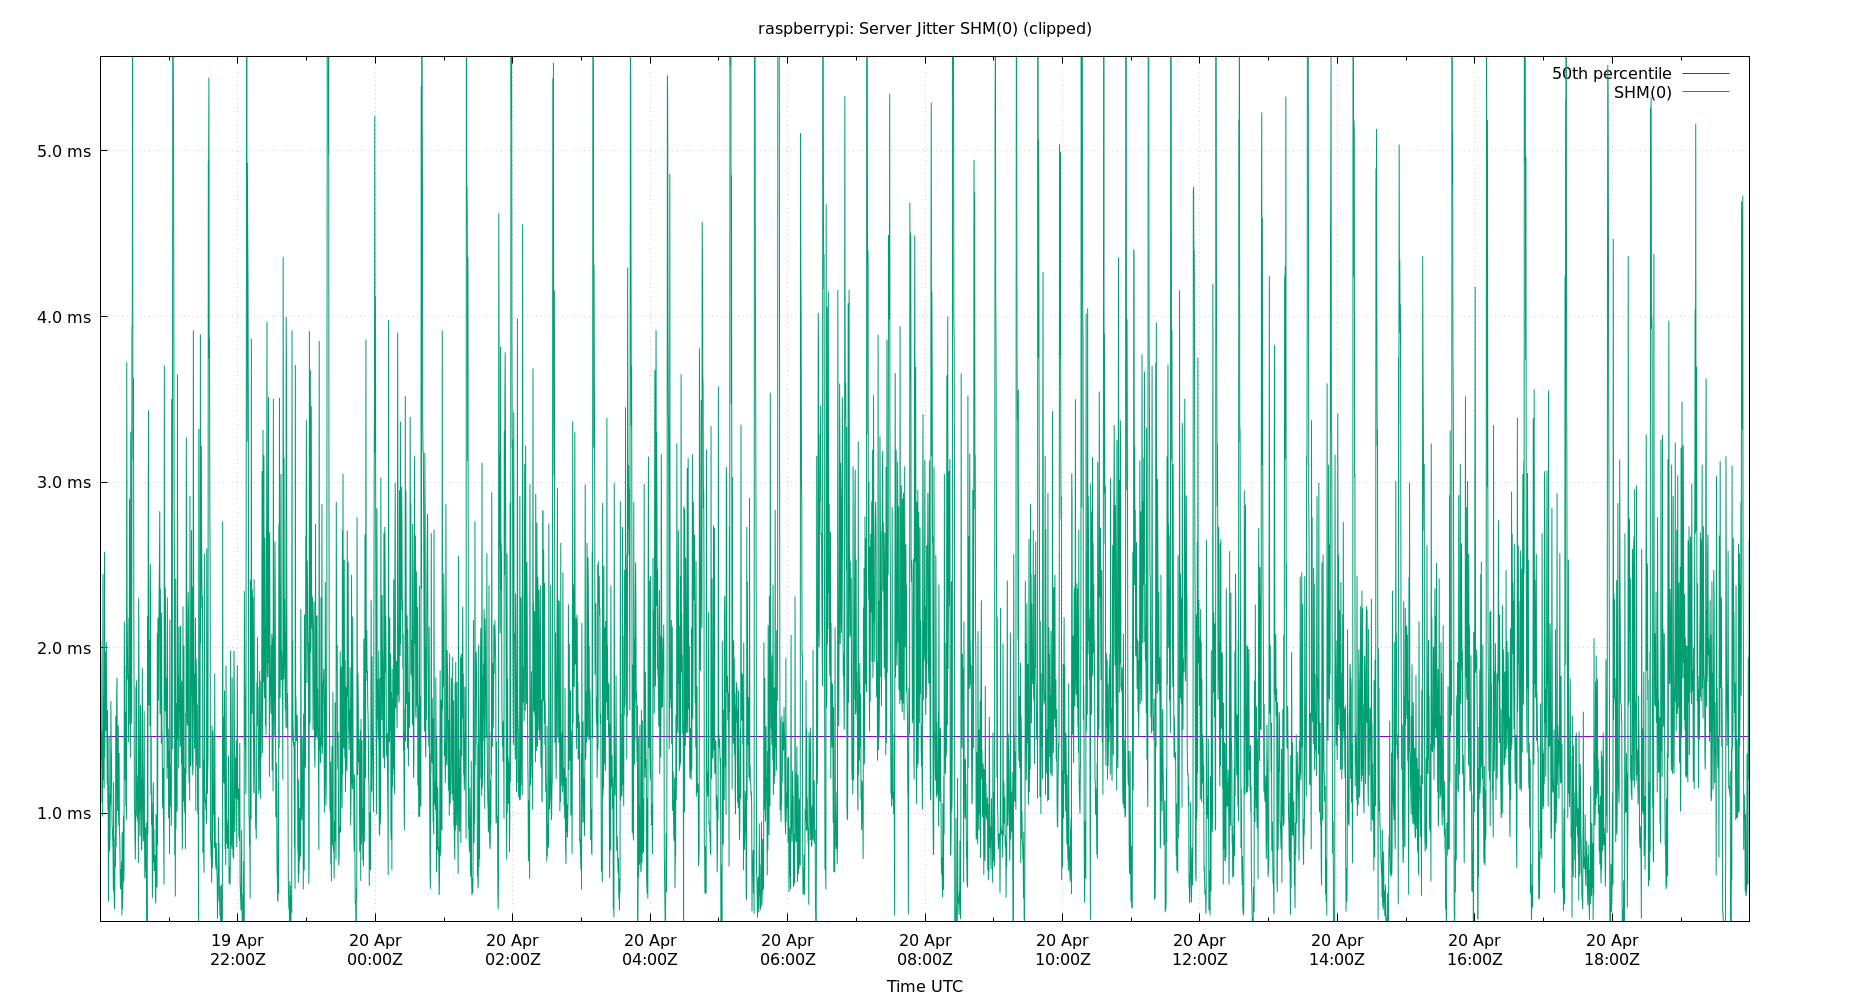 raspberrypi: Server Jitter SHM(0) (clipped)
50th percentile
SHM(0)
5.0 ms
4.0 ms
3.0 ms
2.0 ms
1.0 ms
19 Apr 20 Apr 20 Apr 20 Apr 20 Apr 20 Apr 20 Apr 20 Apr 20 Apr 20 Apr 20 Apr
22:00Z 00:00Z 02:00Z 04:00Z 06:00Z 08:00Z 10:00Z 12:00Z 14:00Z 16:00Z 18:00Z
Time UTC